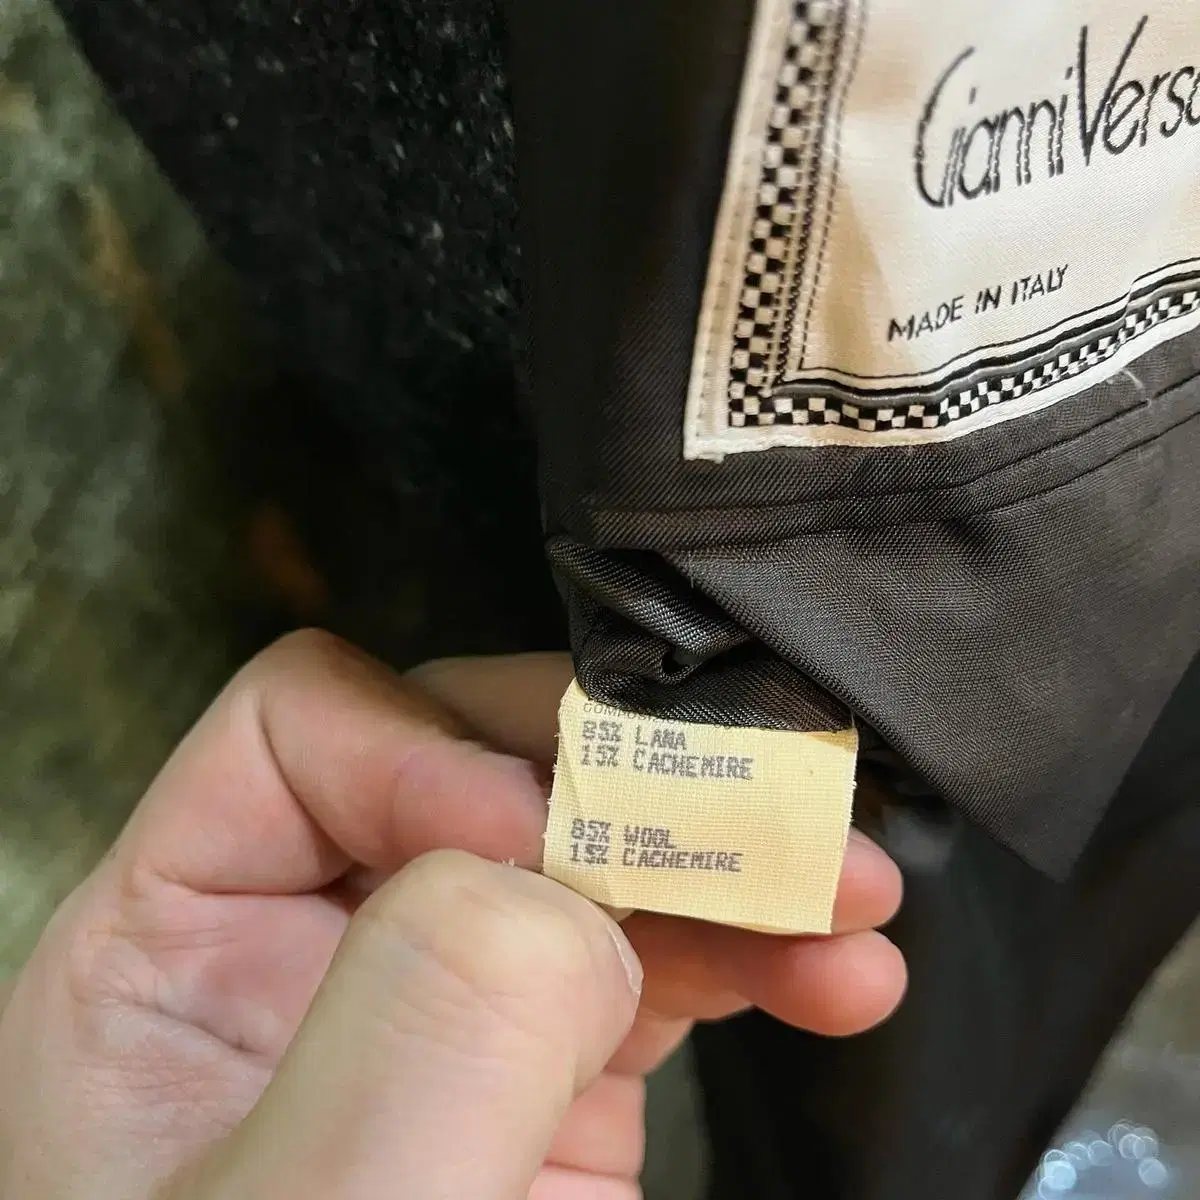 Gianni Versa
MADE IN ITALY
85% LANA
15% CACHEMIRE
85% WOOL
15% CACHEMIRE